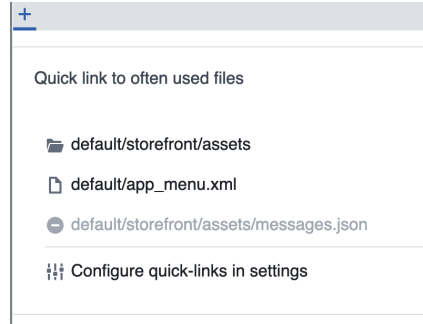 Quick link to often used files
default/storefront/assets
default/app_menu.xml
default/storefront/assets/messages.json
Configure quick-links in settings